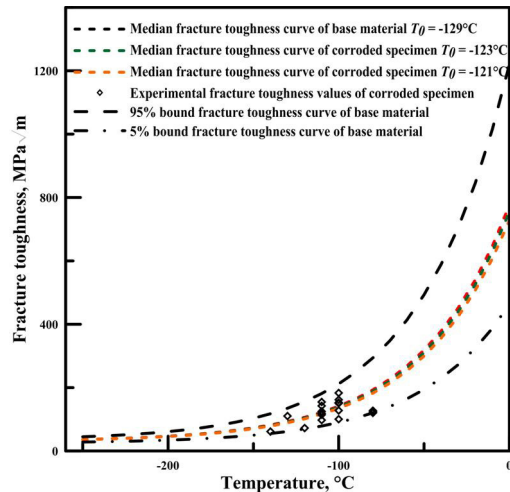 Median fracture toughness curve of base material T0 = -129°C
Median fracture toughness curve of corroded specimen T0 = -123°C
Median fracture toughness curve of corroded specimen T0 = -121°C
Experimental fracture toughness values of corroded specimen
95% bound fracture toughness curve of base material
5% bound fracture toughness curve of base material
Fracture toughness, MPa√m
1200
800
400
0
-200
-100
0
Temperature, °C